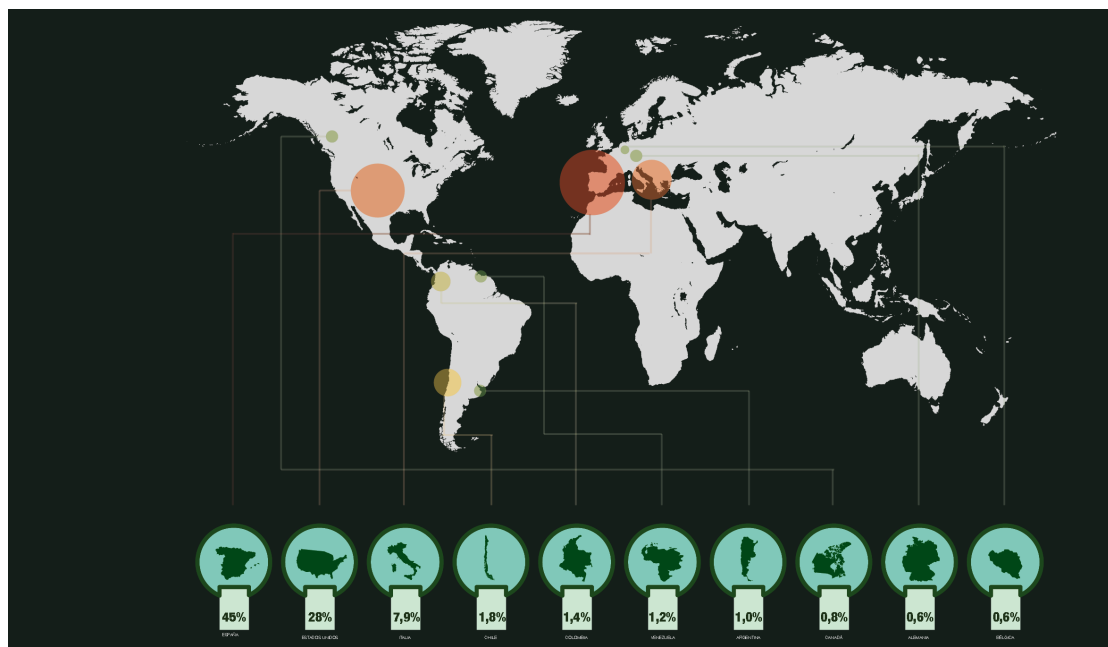 45% 28% 7,9% 1,8% 1,4% 1,2% 1,0% 0,8% 0,6% 0,6%
ESPAÑA ESTADOS UNIDOS ITALIA CHILE COLOMBIA VENEZUELA ARGENTINA CANADÁ ALEMANIA BÉLGICA